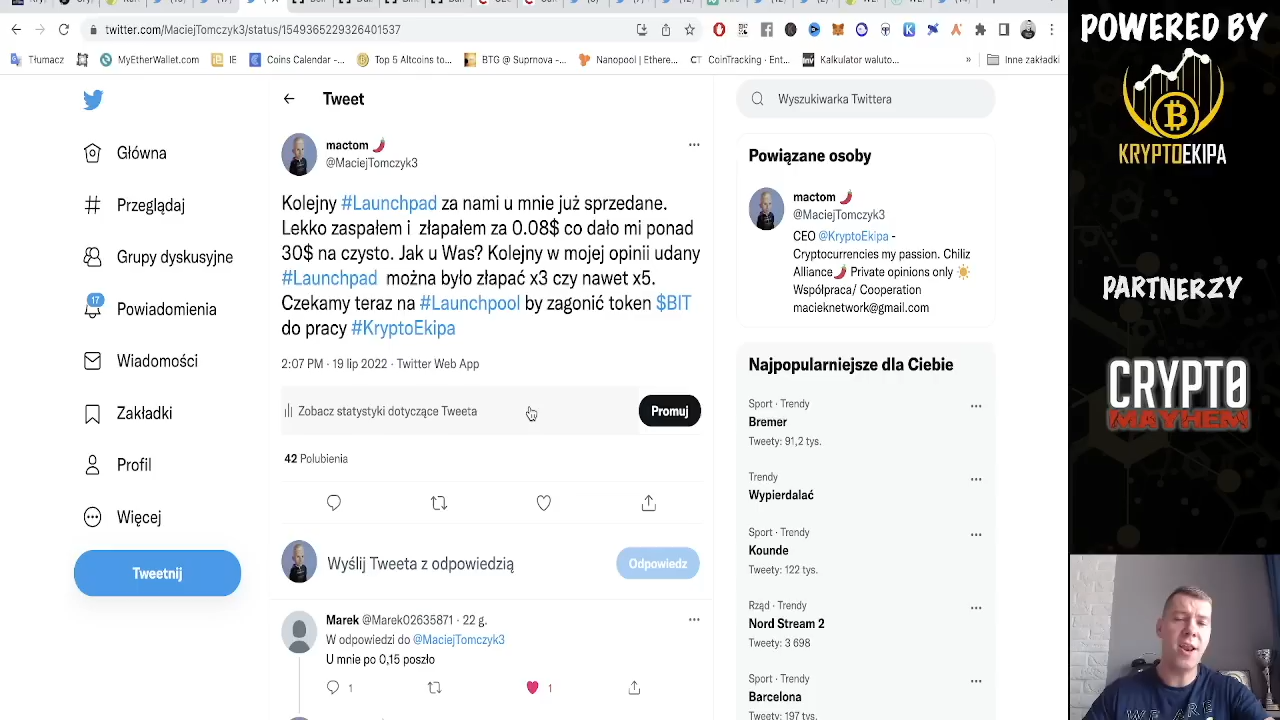 twitter.com/MaciejTomczyk3/status/1549365229326401537
Tłumacz
MyEtherWallet.com
IE
Coins Calendar -...
Top 5 Altcoins to...
BTG @ Suprnova -...
Nanopool | Ethere...
CoinTracking · Ent...
Kalkulator waluto...
»
Inne zakładki
Główna
Przeglądaj
Grupy dyskusyjne
17
Powiadomienia
Wiadomości
Zakładki
Profil
Więcej
Tweetnij
Tweet
mactom
@MaciejTomczyk3
Kolejny #Launchpad za nami u mnie już sprzedane.
Lekko zaspałem i złapałem za 0.08$ co dało mi ponad
30$ na czysto. Jak u Was? Kolejny w mojej opinii udany
#Launchpad można było złapać x3 czy nawet x5.
Czekamy teraz na #Launchpool by zagonić token $BIT
do pracy #KryptoEkipa
2:07 PM · 19 lip 2022 · Twitter Web App
Zobacz statystyki dotyczące Tweeta
Promuj
42 Polubienia
Wyślij Tweeta z odpowiedzią
Odpowiedz
Marek @Marek02635871 · 22 g.
W odpowiedzi do @MaciejTomczyk3
U mnie po 0,15 poszło
1
1
Wyszukiwarka Twittera
Powiązane osoby
mactom
@MaciejTomczyk3
CEO @KryptoEkipa -
Cryptocurrencies my passion. Chiliz
Alliance Private opinions only
Współpraca/ Cooperation
macieknetwork@gmail.com
Najpopularniejsze dla Ciebie
Sport · Trendy
Bremer
Tweety: 91,2 tys.
Trendy
Wypierdalać
Sport · Trendy
Kounde
Tweety: 122 tys.
Rząd · Trendy
Nord Stream 2
Tweety: 3 698
Sport · Trendy
Barcelona
Tweety: 197 tys.
POWERED BY
KRYPTOEKIPA
PARTNERZY
CRYPTO
MAYHEM
WE ARE